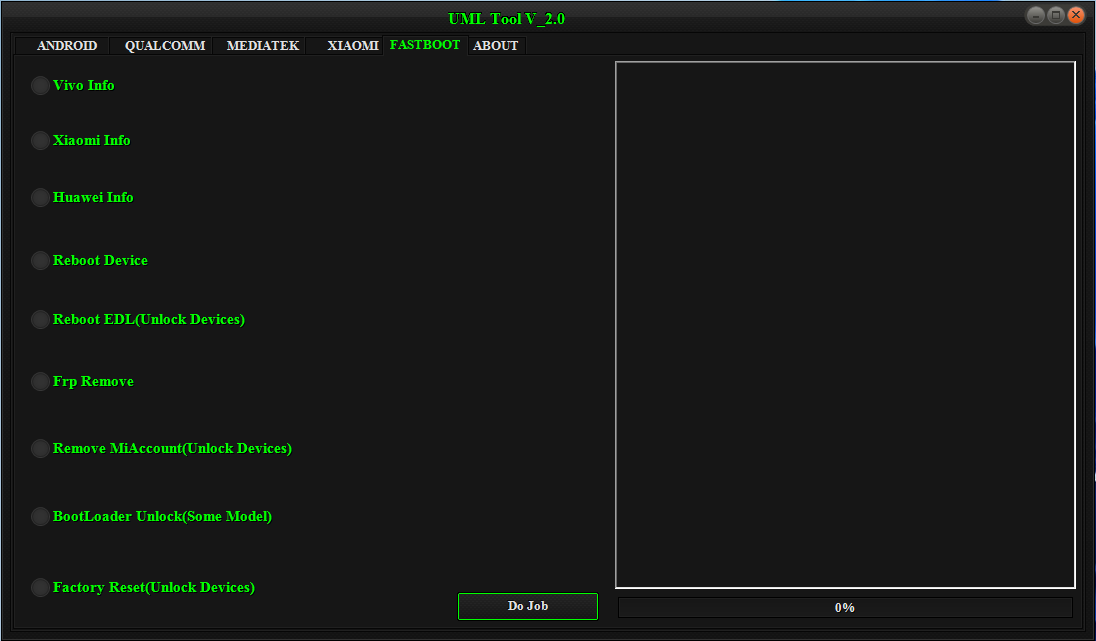 UML Tool V_2.0
ANDROID QUALCOMM MEDIATEK XIAOMI FASTBOOT ABOUT
Vivo Info
Xiaomi Info
Huawei Info
Reboot Device
Reboot EDL(Unlock Devices)
Frp Remove
Remove MiAccount(Unlock Devices)
BootLoader Unlock(Some Model)
Factory Reset(Unlock Devices)
Do Job
0%